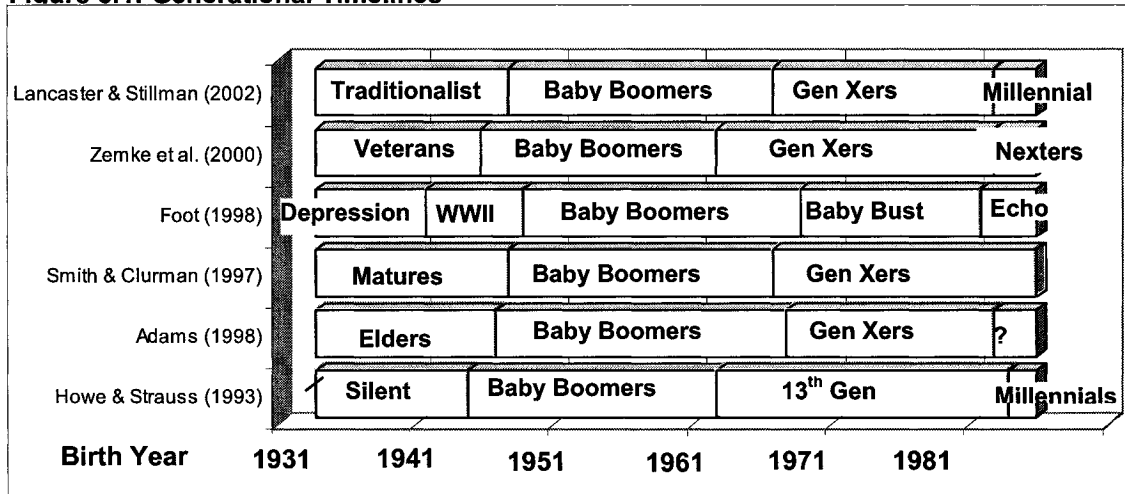 Figure Generational Timelines
Lancaster & Stillman (2002) Traditionalist Baby Boomers Gen Xers Millennial
Zemke et al. (2000) Veterans Baby Boomers Gen Xers Nexters
Foot (1998) Depression WWII Baby Boomers Baby Bust Echo
Smith & Clurman (1997) Matures Baby Boomers Gen Xers
Adams (1998) Elders Baby Boomers Gen Xers ?
Howe & Strauss (1993) Silent Baby Boomers 13th Gen Millennials
Birth Year 1931 1941 1951 1961 1971 1981